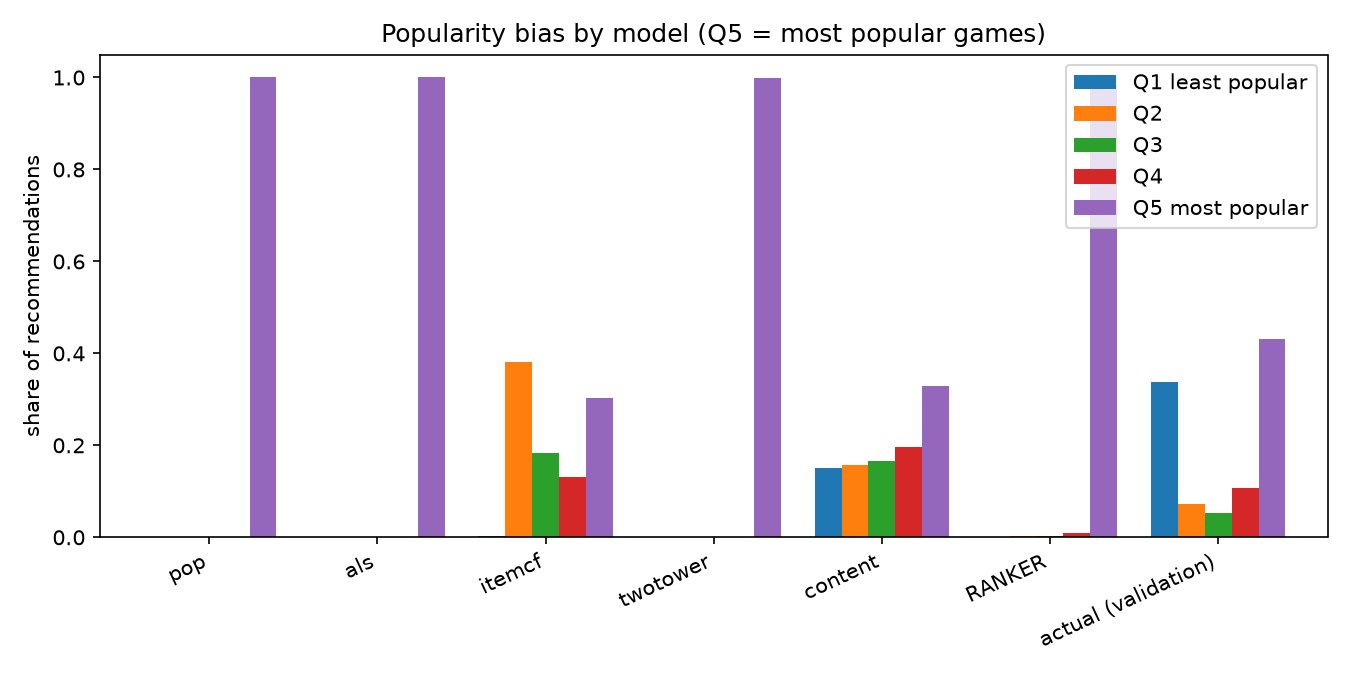 Popularity bias by model (Q5 = most popular games)
share of recommendations
1.0
0.8
0.6
0.4
0.2
0.0
Q1 least popular
Q2
Q3
Q4
Q5 most popular
pop
als
itemcf
twotower
content
RANKER
actual (validation)